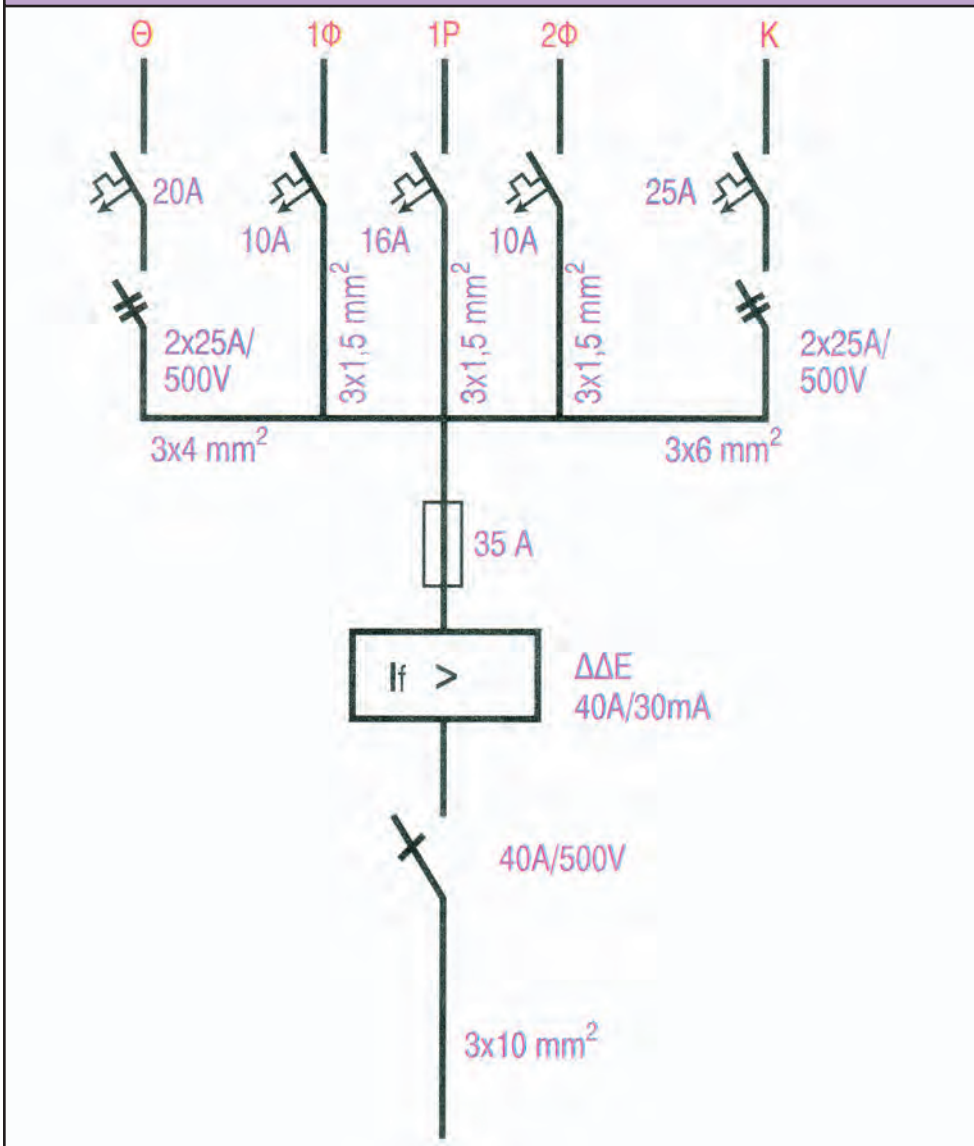 Θ
1Φ
1P
2Φ
K
20A
10A
16A
10A
25A
2x25A/
500V
3x1,5 mm²
3x1,5 mm²
3x1,5 mm²
2x25A/
500V
3x4 mm²
3x6 mm²
35 A
If >
ΔΔΕ
40A/30mA
40A/500V
3x10 mm²